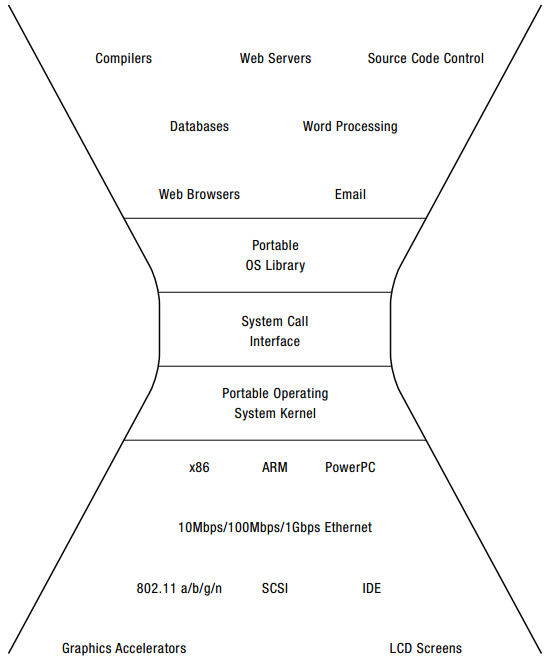 Compilers Web Servers Source Code Control
Databases Word Processing
Web Browsers Email
Portable
OS Library
System Call
Interface
Portable Operating
System Kernel
x86 ARM PowerPC
10Mbps/100Mbps/1Gbps Ethernet
802.11 a/b/g/n SCSI IDE
Graphics Accelerators LCD Screens